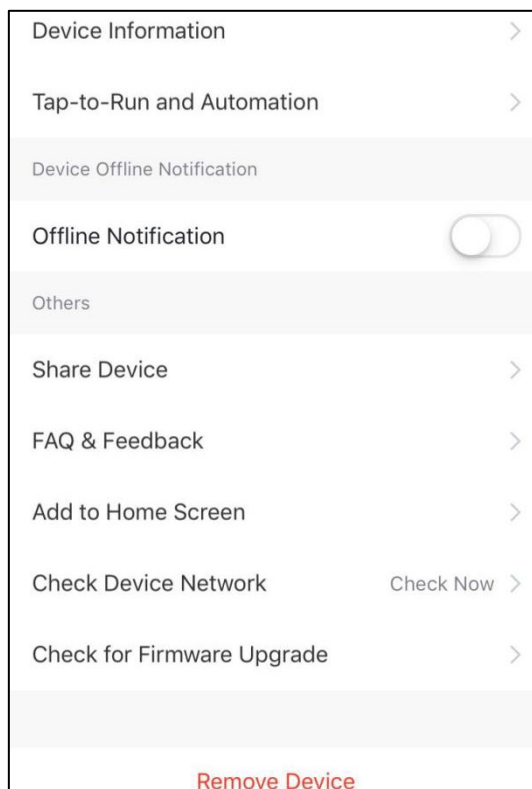 Device Information
Tap-to-Run and Automation
Device Offline Notification
Offline Notification
Others
Share Device
FAQ & Feedback
Add to Home Screen
Check Device Network Check Now
Check for Firmware Upgrade
Remove Device